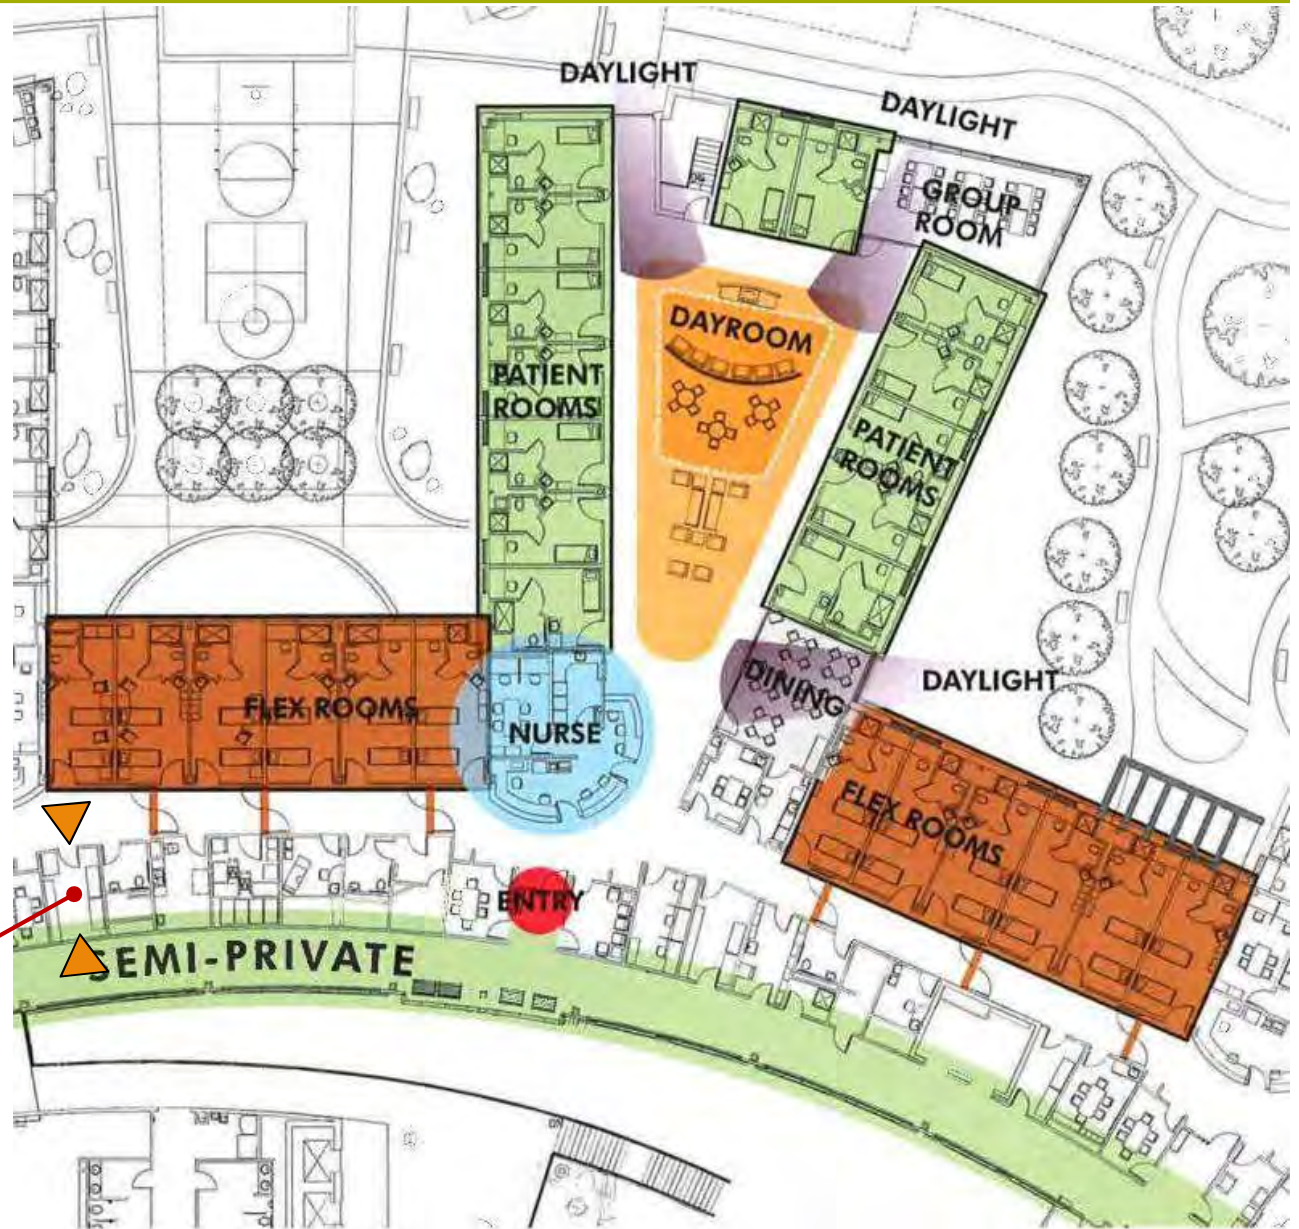 DAYLIGHT
DAYLIGHT
GROUP
ROOM
DAYROOM
PATIENT
ROOMS
PATIENT
ROOMS
DINING
DAYLIGHT
FLEX ROOMS
NURSE
FLEX ROOMS
ENTRY
SEMI-PRIVATE